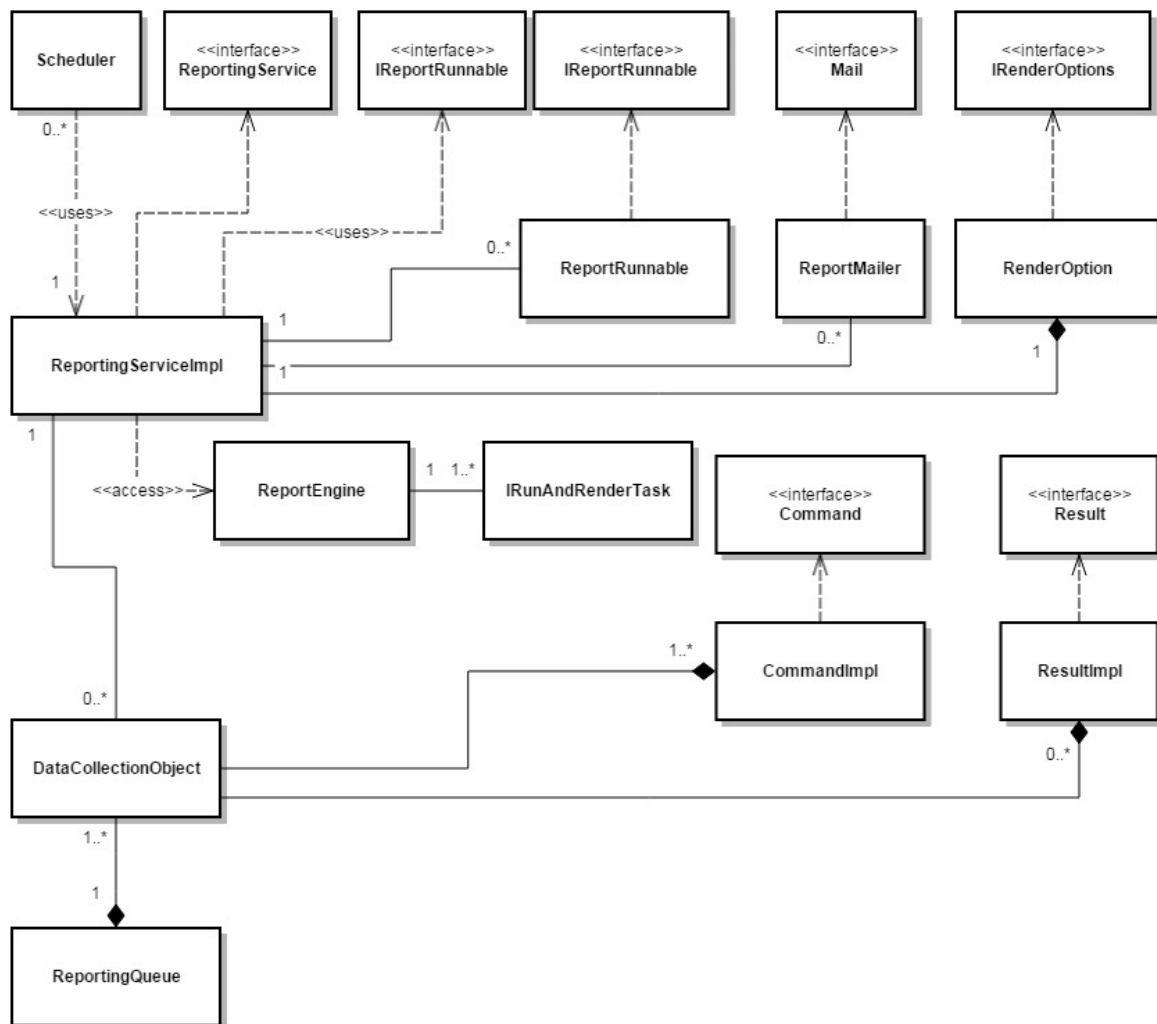 Scheduler
<<interface>>
ReportingService
<<interface>>
IReportRunnable
<<interface>>
IReportRunnable
<<interface>>
Mail
<<interface>>
IRenderOptions
0..*
<<uses>>
<<uses>>
1
0..*
ReportRunnable
ReportMailer
RenderOption
1
0..*
1
1
ReportingServiceImpl
1
<<access>>
ReportEngine
1
1..*
IRunAndRenderTask
<<interface>>
Command
<<interface>>
Result
1..*
CommandImpl
ResultImpl
0..*
DataCollectionObject
0..*
1..*
1
ReportingQueue